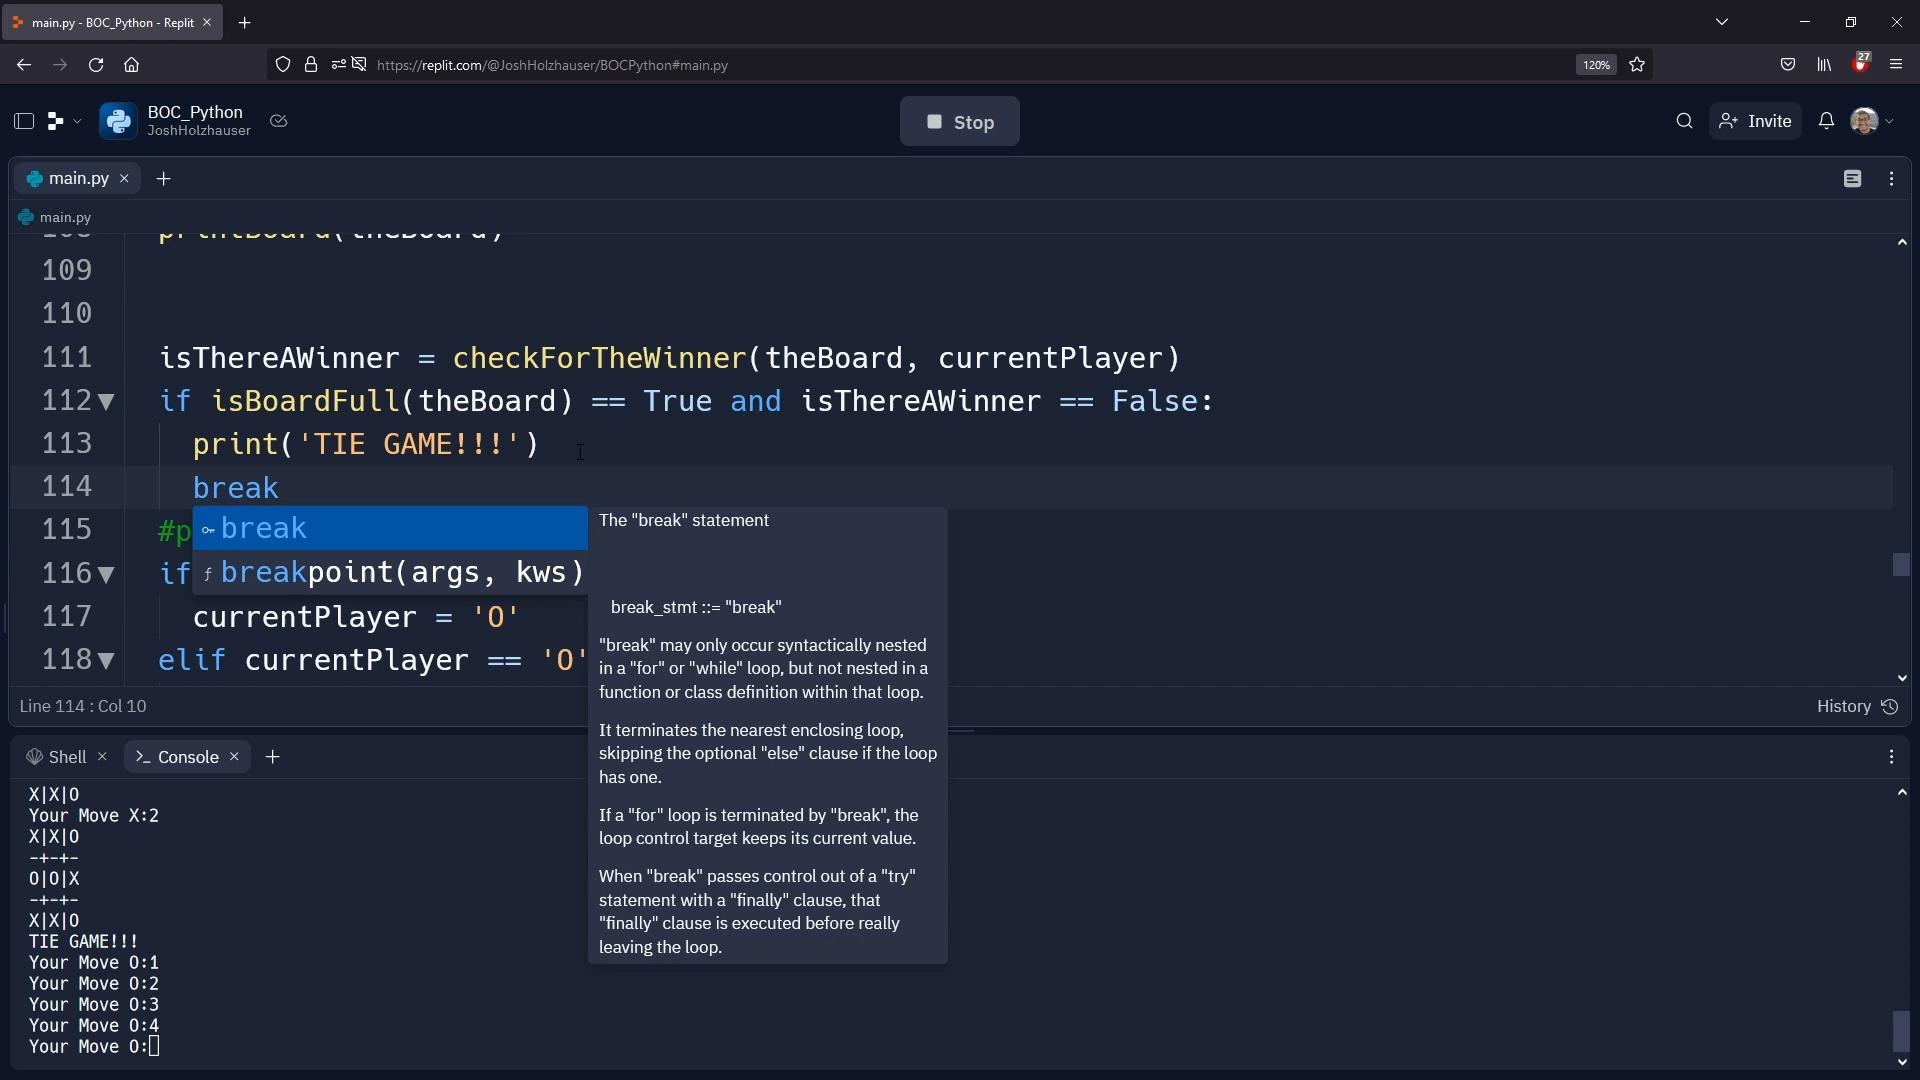 main.py - BOC_Python - Replit
https://replit.com/@JoshHolzhauser/BOCPython#main.py
120%
27
BOC_Python
JoshHolzhauser
Stop
Invite
main.py
main.py
108 printBoard(theBoard)
109
110
111 isThereAWinner = checkForTheWinner(theBoard, currentPlayer)
112 if isBoardFull(theBoard) == True and isThereAWinner == False:
113 print('TIE GAME!!!')
114 break
115 #p
116 if
117 currentPlayer = 'O'
118 elif currentPlayer == 'O'
break
breakpoint(args, kws)
The "break" statement
break_stmt ::= "break"
"break" may only occur syntactically nested
in a "for" or "while" loop, but not nested in a
function or class definition within that loop.
It terminates the nearest enclosing loop,
skipping the optional "else" clause if the loop
has one.
If a "for" loop is terminated by "break", the
loop control target keeps its current value.
When "break" passes control out of a "try"
statement with a "finally" clause, that
"finally" clause is executed before really
leaving the loop.
Line 114 : Col 10
History
Shell
Console
X|X|O
Your Move X:2
X|X|O
-+-+-
O|O|X
-+-+-
X|X|O
TIE GAME!!!
Your Move O:1
Your Move O:2
Your Move O:3
Your Move O:4
Your Move O: